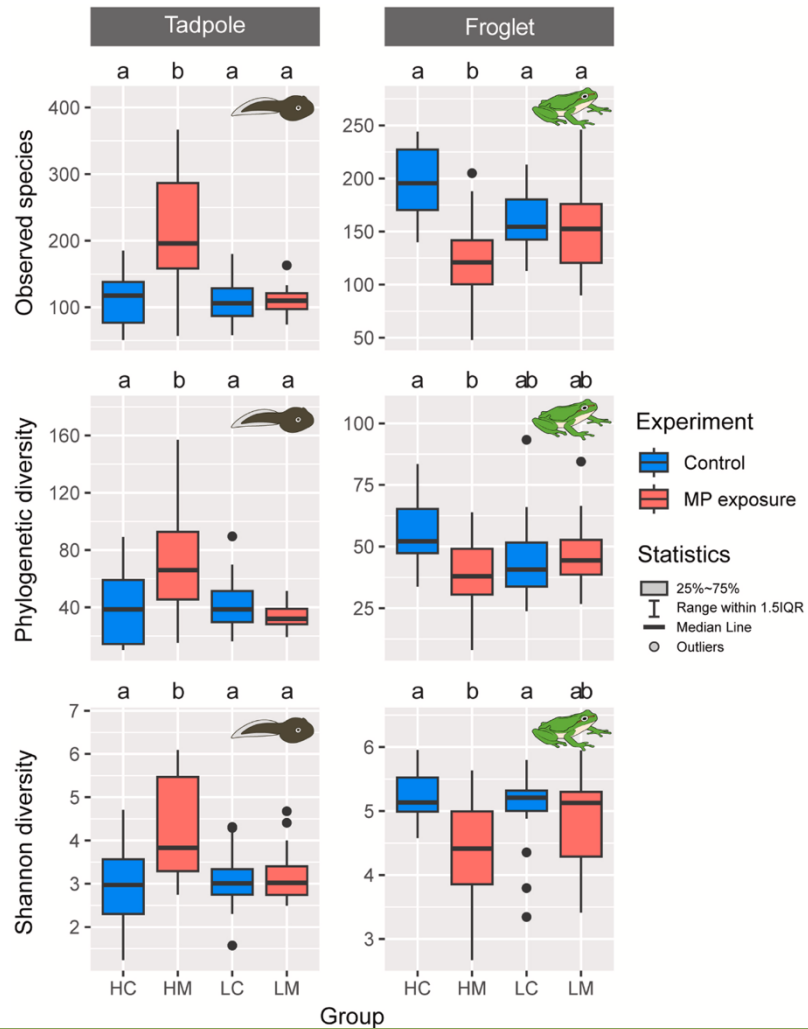 Tadpole
Froglet
a b a a
a b a a
Observed species
400
300
200
100
250
200
150
100
50
a b a a
a b ab ab
Phylogenetic diversity
160
120
80
40
100
75
50
25
Experiment
Control
MP exposure
Statistics
25%~75%
Range within 1.5IQR
Median Line
Outliers
a b a a
a b a ab
Shannon diversity
7
6
5
4
3
2
6
5
4
3
HC HM LC LM
HC HM LC LM
Group